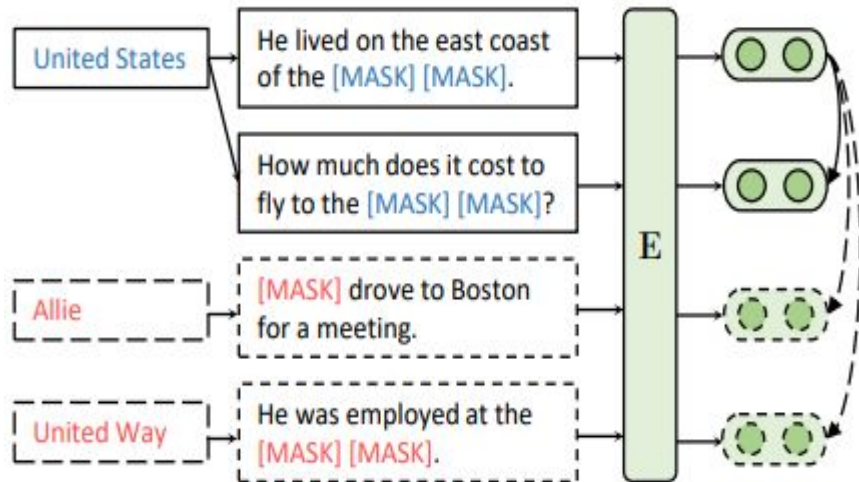 United States
He lived on the east coast
of the [MASK] [MASK].
How much does it cost to
fly to the [MASK] [MASK]?
Allie
[MASK] drove to Boston
for a meeting.
United Way
He was employed at the
[MASK] [MASK].
E